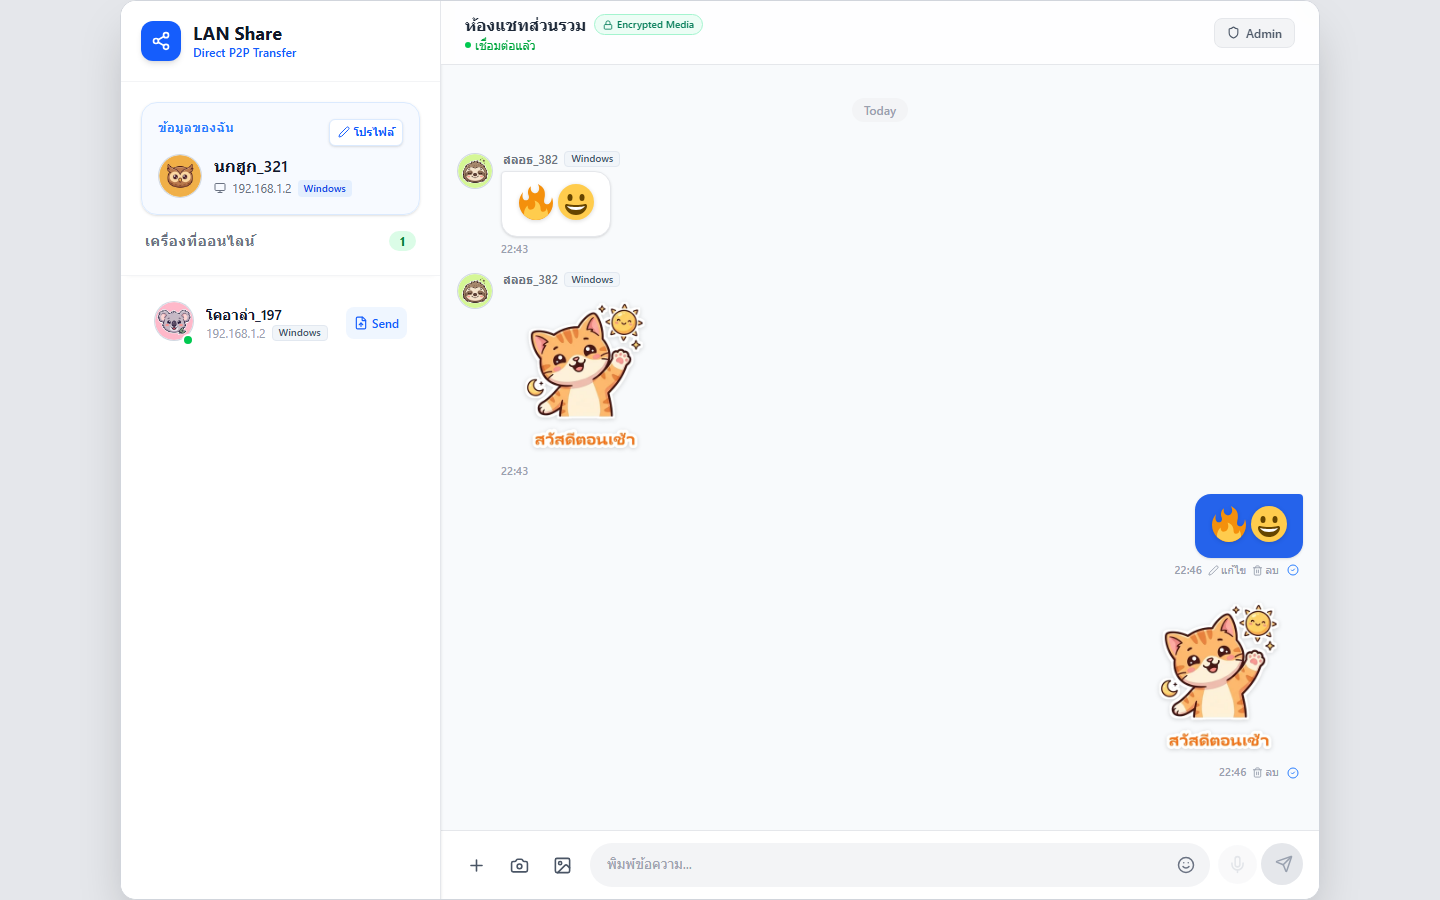 LAN Share
Direct P2P Transfer
ข้อมูลของฉัน
โปรไฟล์
นกฮูก_321
192.168.1.2 Windows
เครื่องที่ออนไลน์ 1
โคอาล่า_197
192.168.1.2 Windows
Send
ห้องแชทส่วนรวม Encrypted Media
เชื่อมต่อแล้ว
Admin
Today
สลอธ_382 Windows
22:43
สลอธ_382 Windows
สวัสดีตอนเช้า
22:43
22:46 แก้ไข ลบ
สวัสดีตอนเช้า
22:46 ลบ
พิมพ์ข้อความ...